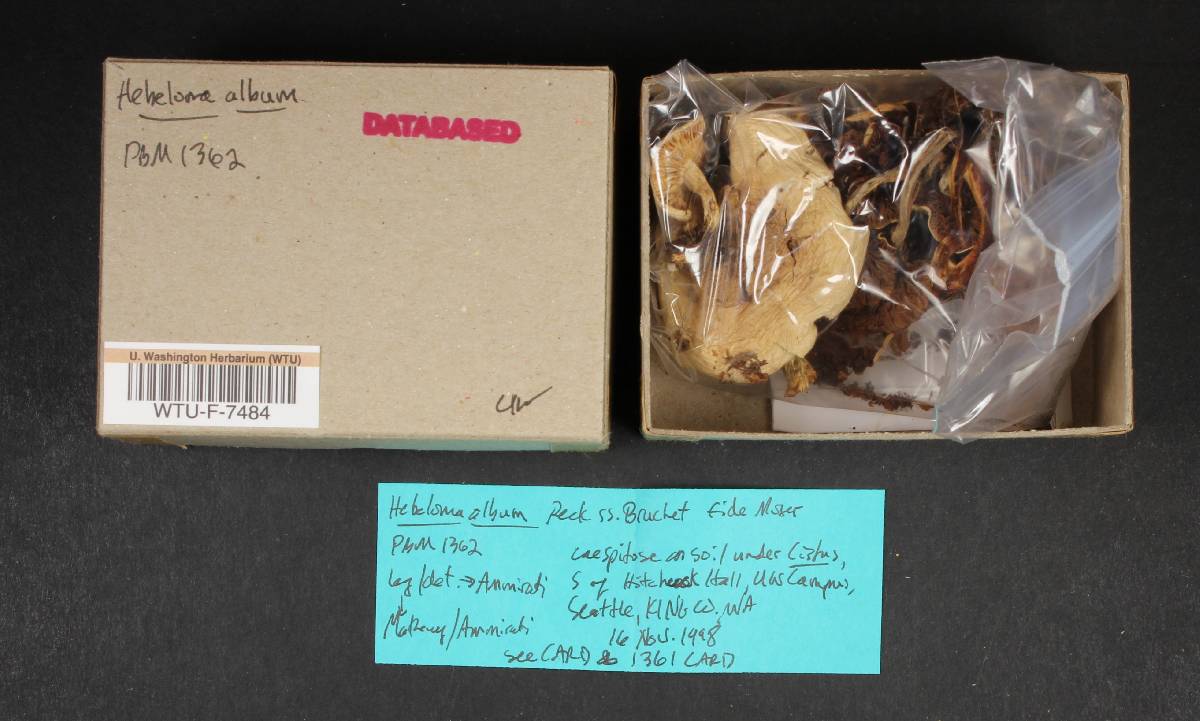 Hebeloma album
DATABASED
PBM 1362
U. Washington Herbarium (WTU)
WTU-F-7484
Hebeloma album Peck ss. Bruchet fide Moser
PBM 1362
caespitose on soil under Cistus,
leg/det. → Ammirati
S of Hitchcock Hall, UW Campus,
Seattle, KING CO, WA
Matheny/Ammirati
16 Nov. 1998
see CARD 1361 CARD